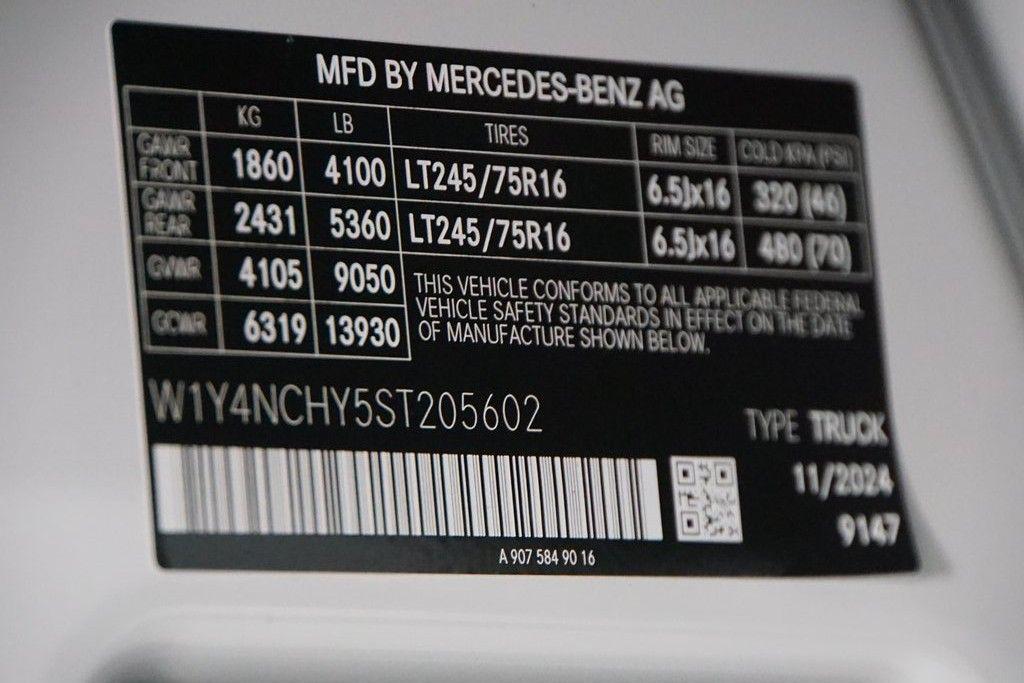 MFD BY MERCEDES-BENZ AG
KG LB TIRES RIM SIZE COLD KPA (PSI)
GAWR FRONT 1860 4100 LT245/75R16 6.5Jx16 320 (46)
GAWR REAR 2431 5360 LT245/75R16 6.5Jx16 480 (70)
GVWR 4105 9050
GCWR 6319 13930
THIS VEHICLE CONFORMS TO ALL APPLICABLE FEDERAL
VEHICLE SAFETY STANDARDS IN EFFECT ON THE DATE
OF MANUFACTURE SHOWN BELOW.
W1Y4NCHY5ST205602
TYPE TRUCK
11/2024
9147
A 907 584 90 16